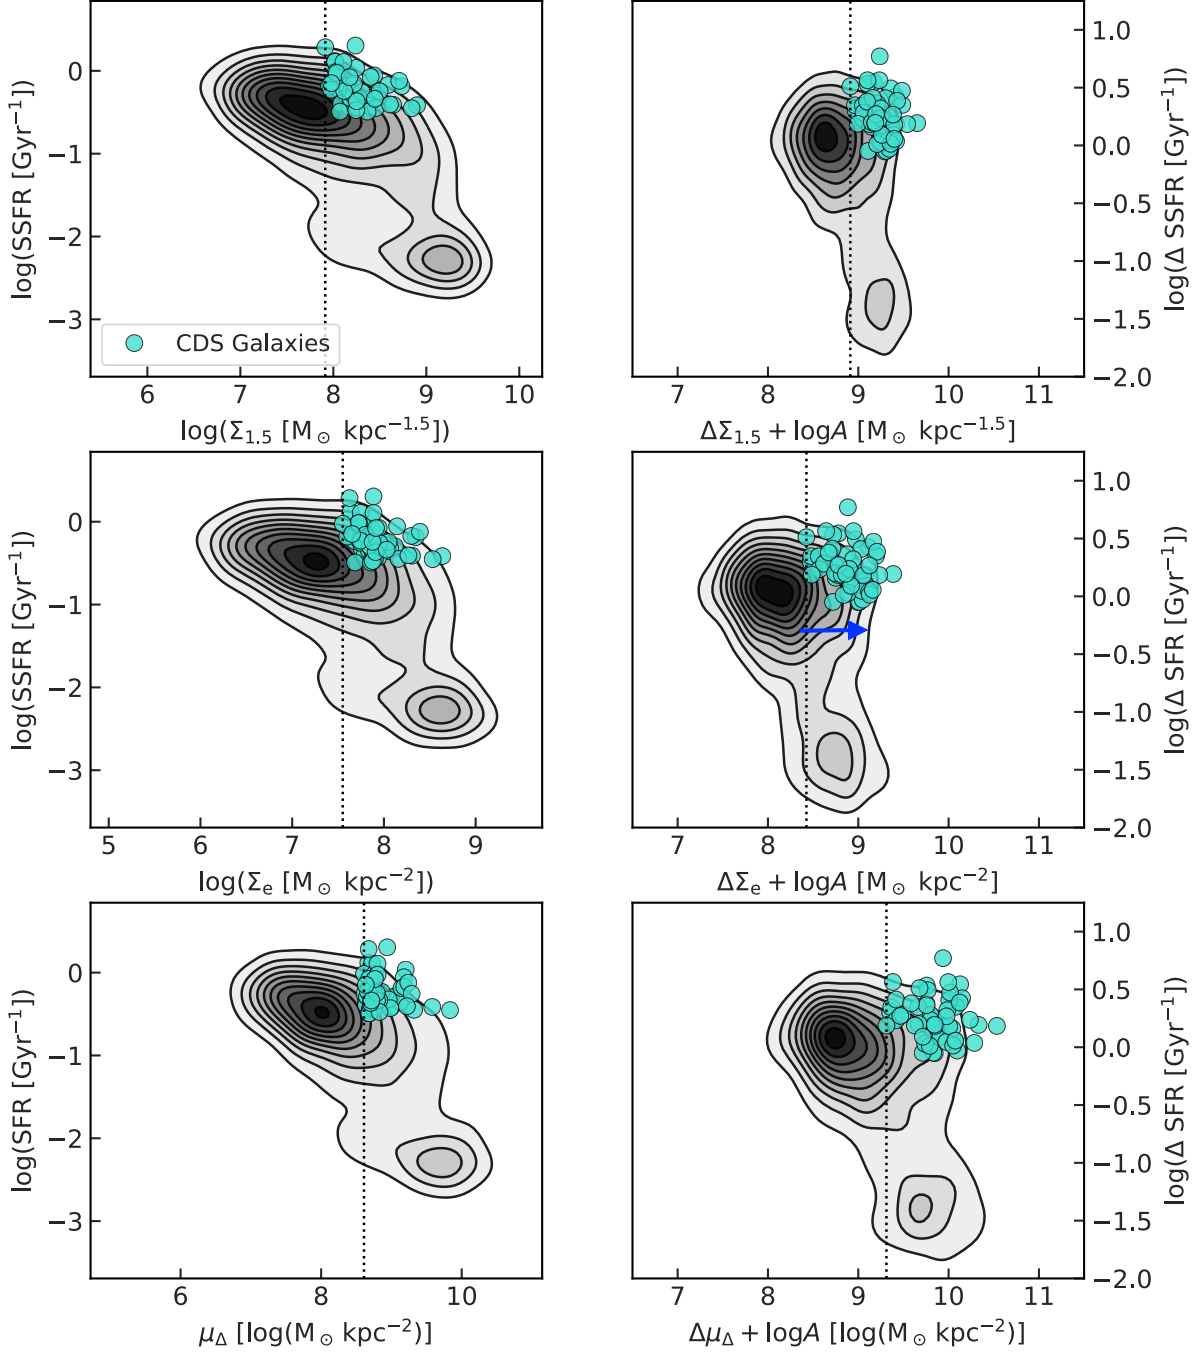 log(SSFR [Gyr⁻¹])
0
−1
−2
−3
CDS Galaxies
6 7 8 9 10
log(Σ₁.₅ [M☉ kpc⁻¹·⁵])
1.0
0.5
0.0
−0.5
−1.0
−1.5
−2.0
log(Δ SSFR [Gyr⁻¹])
7 8 9 10 11
ΔΣ₁.₅ + logA [M☉ kpc⁻¹·⁵]
log(SSFR [Gyr⁻¹])
0
−1
−2
−3
5 6 7 8 9
log(Σₑ [M☉ kpc⁻²])
1.0
0.5
0.0
−0.5
−1.0
−1.5
−2.0
log(Δ SFR [Gyr⁻¹])
7 8 9 10 11
ΔΣₑ + logA [M☉ kpc⁻²]
log(SFR [Gyr⁻¹])
0
−1
−2
−3
6 8 10
μ_Δ [log(M☉ kpc⁻²)]
1.0
0.5
0.0
−0.5
−1.0
−1.5
−2.0
log(Δ SFR [Gyr⁻¹])
7 8 9 10 11
Δμ_Δ + logA [log(M☉ kpc⁻²)]